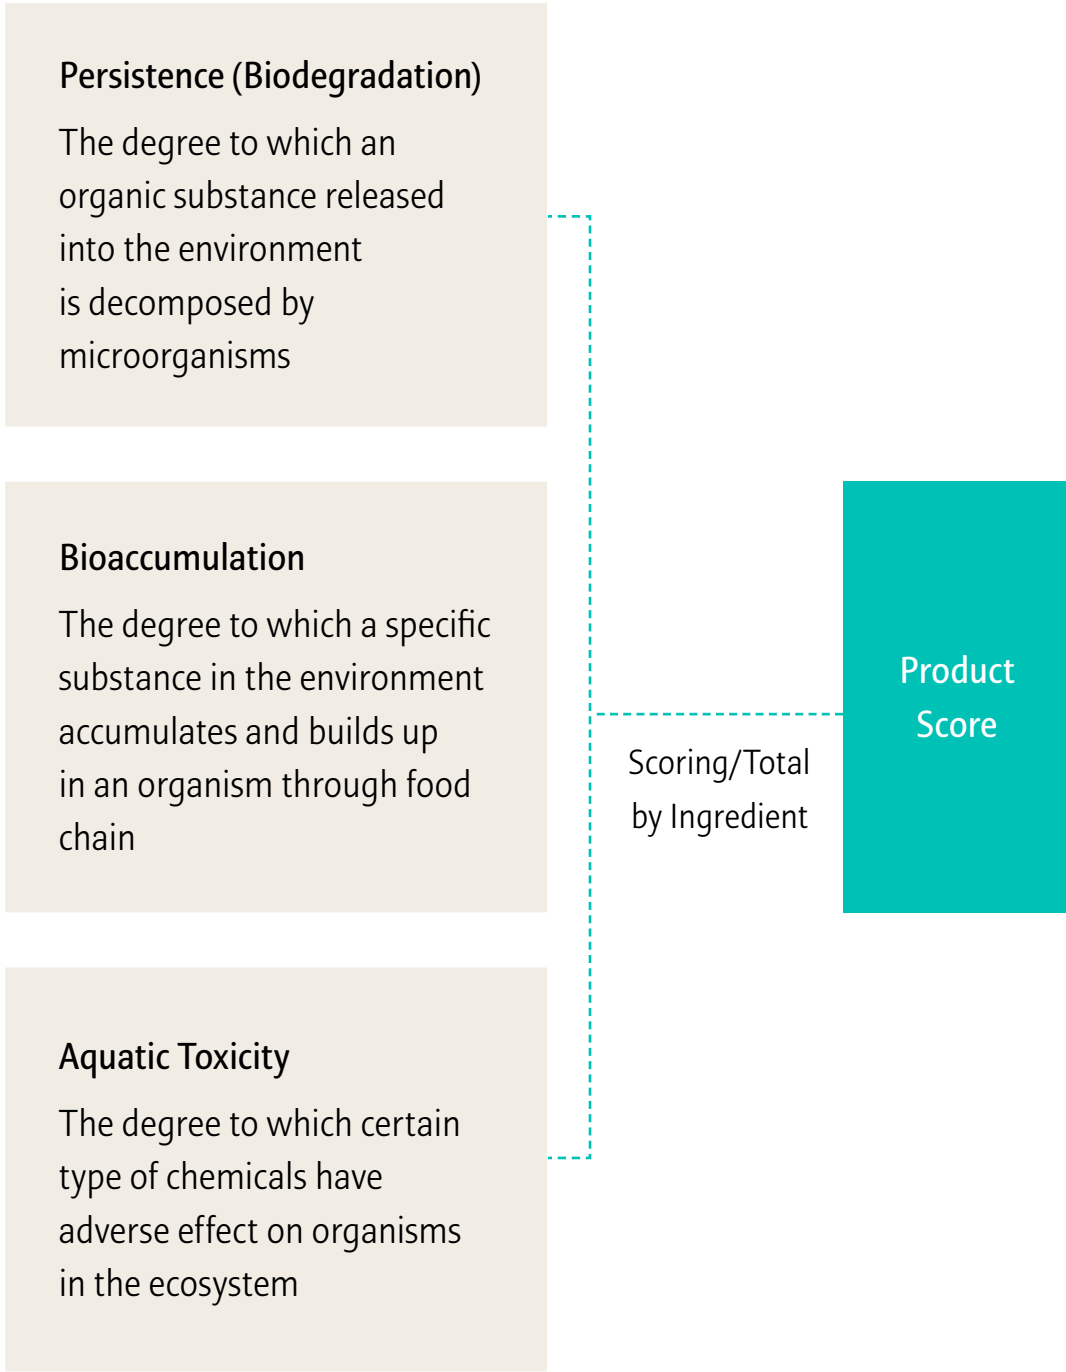 Persistence (Biodegradation)
The degree to which an
organic substance released
into the environment
is decomposed by
microorganisms
Bioaccumulation
The degree to which a specific
substance in the environment
accumulates and builds up
in an organism through food
chain
Aquatic Toxicity
The degree to which certain
type of chemicals have
adverse effect on organisms
in the ecosystem
Scoring/Total
by Ingredient
Product
Score